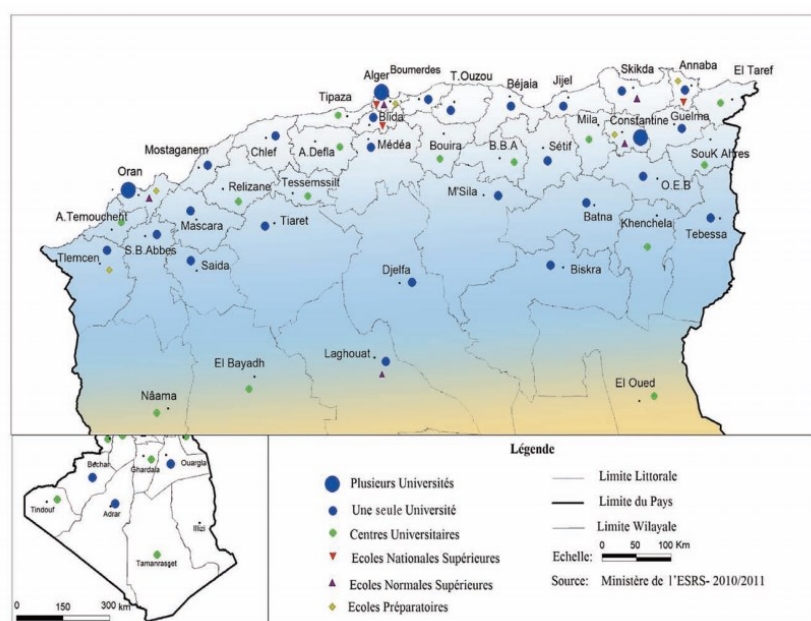 Skikda Annaba
Alger Boumerdes T.Ouzou Béjaia Jijel El Taref
Tipaza Blida Mila Constantine Guelma
Mostaganem Chlef A.Defla Médéa Bouira B.B.A Sétif SouK Ahres
Oran Relizane Tessemssilt M'Sila O.E.B
A.Temouchent Mascara Tiaret Batna Khenchela Tebessa
Tlemcen S.B.Abbes Saida Djelfa Biskra
El Bayadh Laghouat El Oued
Nâama
Bechar Ghardaia Ouargla
Tindouf Adrar Illizi
Tamanrasget
0 150 300 km
Légende
Plusieurs Universités
Une seule Université
Centres Universitaires
Ecoles Nationales Supérieures
Ecoles Normales Supérieures
Ecoles Préparatoires
Limite Littorale
Limite du Pays
Limite Wilayale
Echelle: 0 50 100 Km
Source: Ministère de l'ESRS- 2010/2011